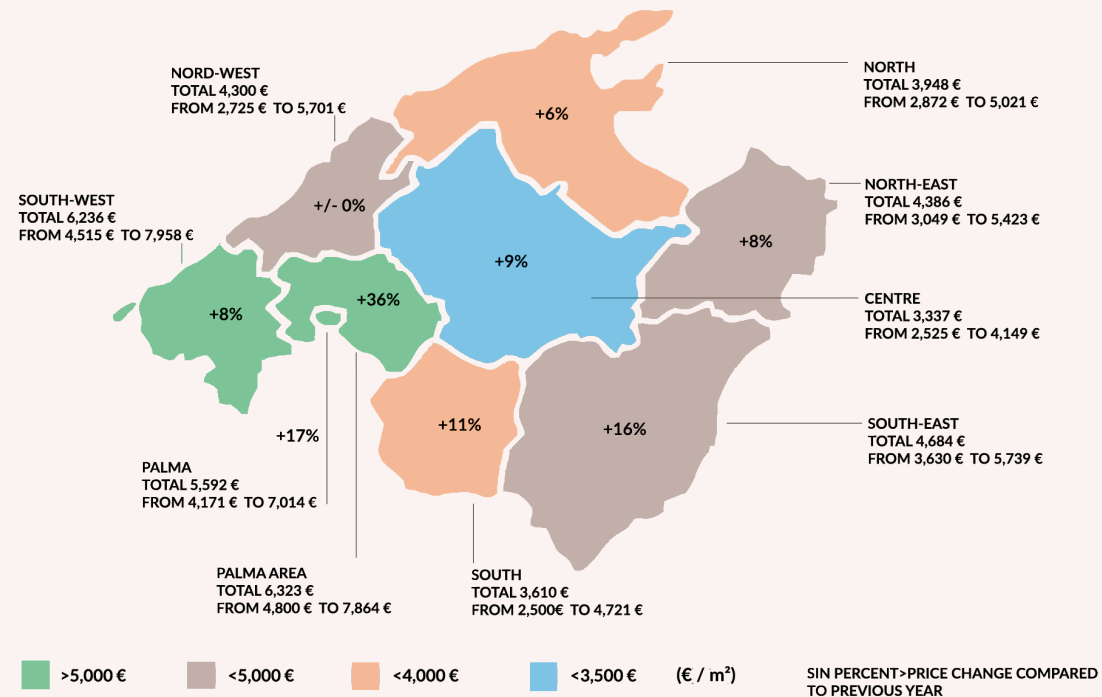 NORD-WEST
TOTAL 4,300 €
FROM 2,725 € TO 5,701 €
NORTH
TOTAL 3,948 €
FROM 2,872 € TO 5,021 €
+6%
SOUTH-WEST
TOTAL 6,236 €
FROM 4,515 € TO 7,958 €
+/- 0%
NORTH-EAST
TOTAL 4,386 €
FROM 3,049 € TO 5,423 €
+8%
+9%
+36%
+8%
CENTRE
TOTAL 3,337 €
FROM 2,525 € TO 4,149 €
+11%
+16%
SOUTH-EAST
TOTAL 4,684 €
FROM 3,630 € TO 5,739 €
+17%
PALMA
TOTAL 5,592 €
FROM 4,171 € TO 7,014 €
PALMA AREA
TOTAL 6,323 €
FROM 4,800 € TO 7,864 €
SOUTH
TOTAL 3,610 €
FROM 2,500€ TO 4,721 €
>5,000 €
<5,000 €
<4,000 €
<3,500 €
(€ / m²)
SIN PERCENT>PRICE CHANGE COMPARED
TO PREVIOUS YEAR